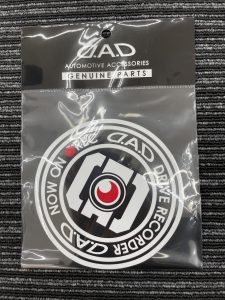 D.A.D
AUTOMOTIVE ACCESSORIES
GENUINE PARTS
NOW ON
D.A.D
DRIVE RECORDER
D.A.D